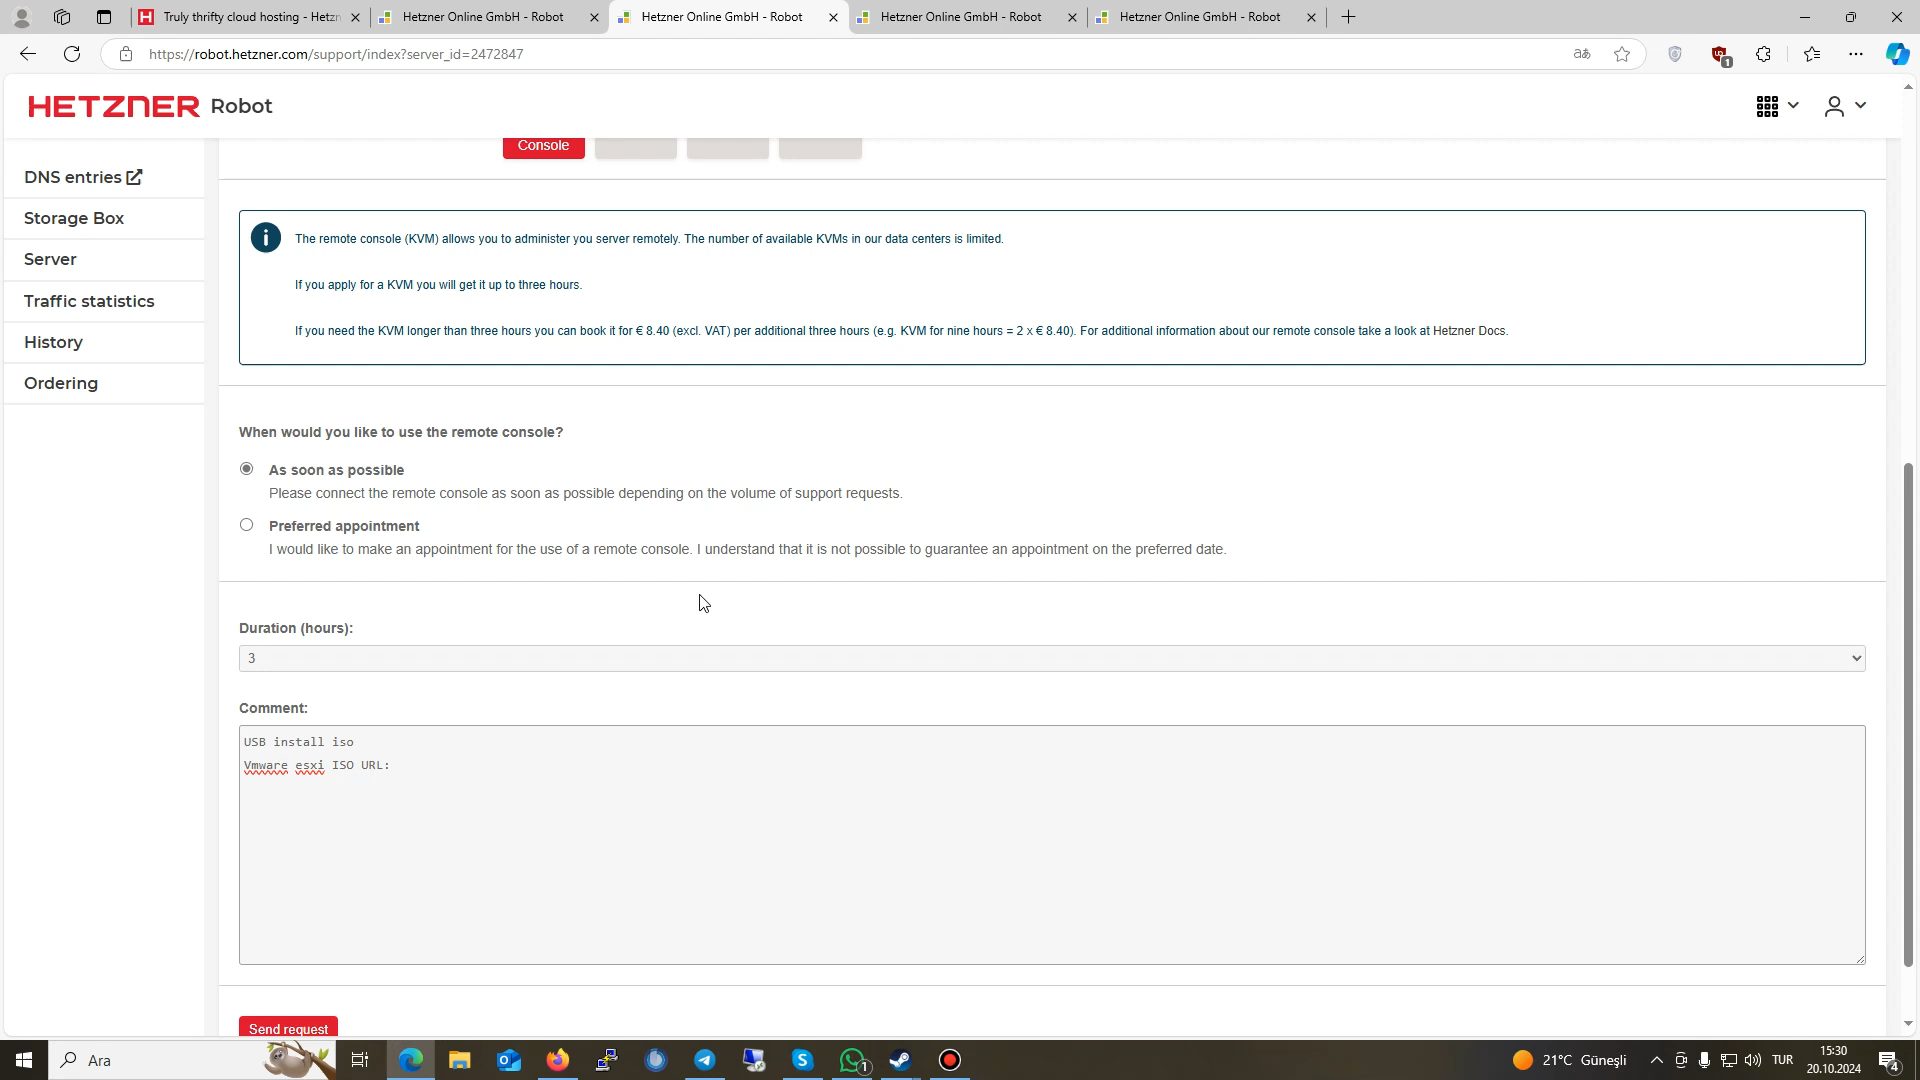 Truly thrifty cloud hosting - Hetzn
Hetzner Online GmbH - Robot
Hetzner Online GmbH - Robot
Hetzner Online GmbH - Robot
Hetzner Online GmbH - Robot
https://robot.hetzner.com/support/index?server_id=2472847
aあ
1
HETZNER Robot
Console
DNS entries
Storage Box
Server
Traffic statistics
History
Ordering
The remote console (KVM) allows you to administer you server remotely. The number of available KVMs in our data centers is limited.
If you apply for a KVM you will get it up to three hours.
If you need the KVM longer than three hours you can book it for € 8.40 (excl. VAT) per additional three hours (e.g. KVM for nine hours = 2 x € 8.40). For additional information about our remote console take a look at Hetzner Docs.
When would you like to use the remote console?
As soon as possible
Please connect the remote console as soon as possible depending on the volume of support requests.
Preferred appointment
I would like to make an appointment for the use of a remote console. I understand that it is not possible to guarantee an appointment on the preferred date.
Duration (hours):
3
Comment:
USB install iso
Vmware esxi ISO URL:
Send request
Ara
1
21°C Güneşli
TUR
15:30
20.10.2024
4